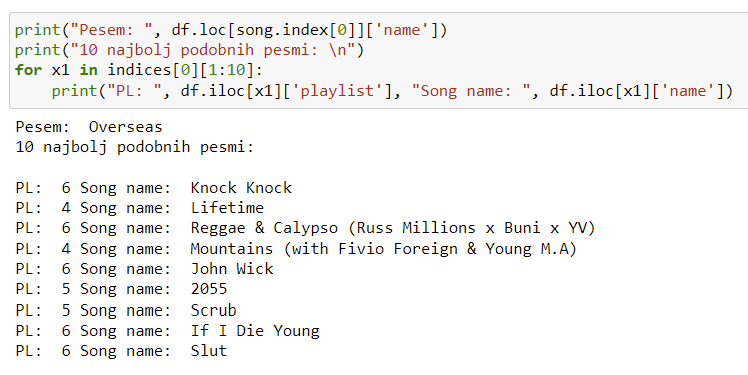 print("Pesem: ", df.loc[song.index[0]]['name'])
print("10 najbolj podobnih pesmi: \n")
for x1 in indices[0][1:10]:
    print("PL: ", df.iloc[x1]['playlist'], "Song name: ", df.iloc[x1]['name'])
Pesem:  Overseas
10 najbolj podobnih pesmi:

PL:  6 Song name:  Knock Knock
PL:  4 Song name:  Lifetime
PL:  6 Song name:  Reggae & Calypso (Russ Millions x Buni x YV)
PL:  4 Song name:  Mountains (with Fivio Foreign & Young M.A)
PL:  6 Song name:  John Wick
PL:  5 Song name:  2055
PL:  5 Song name:  Scrub
PL:  6 Song name:  If I Die Young
PL:  6 Song name:  Slut